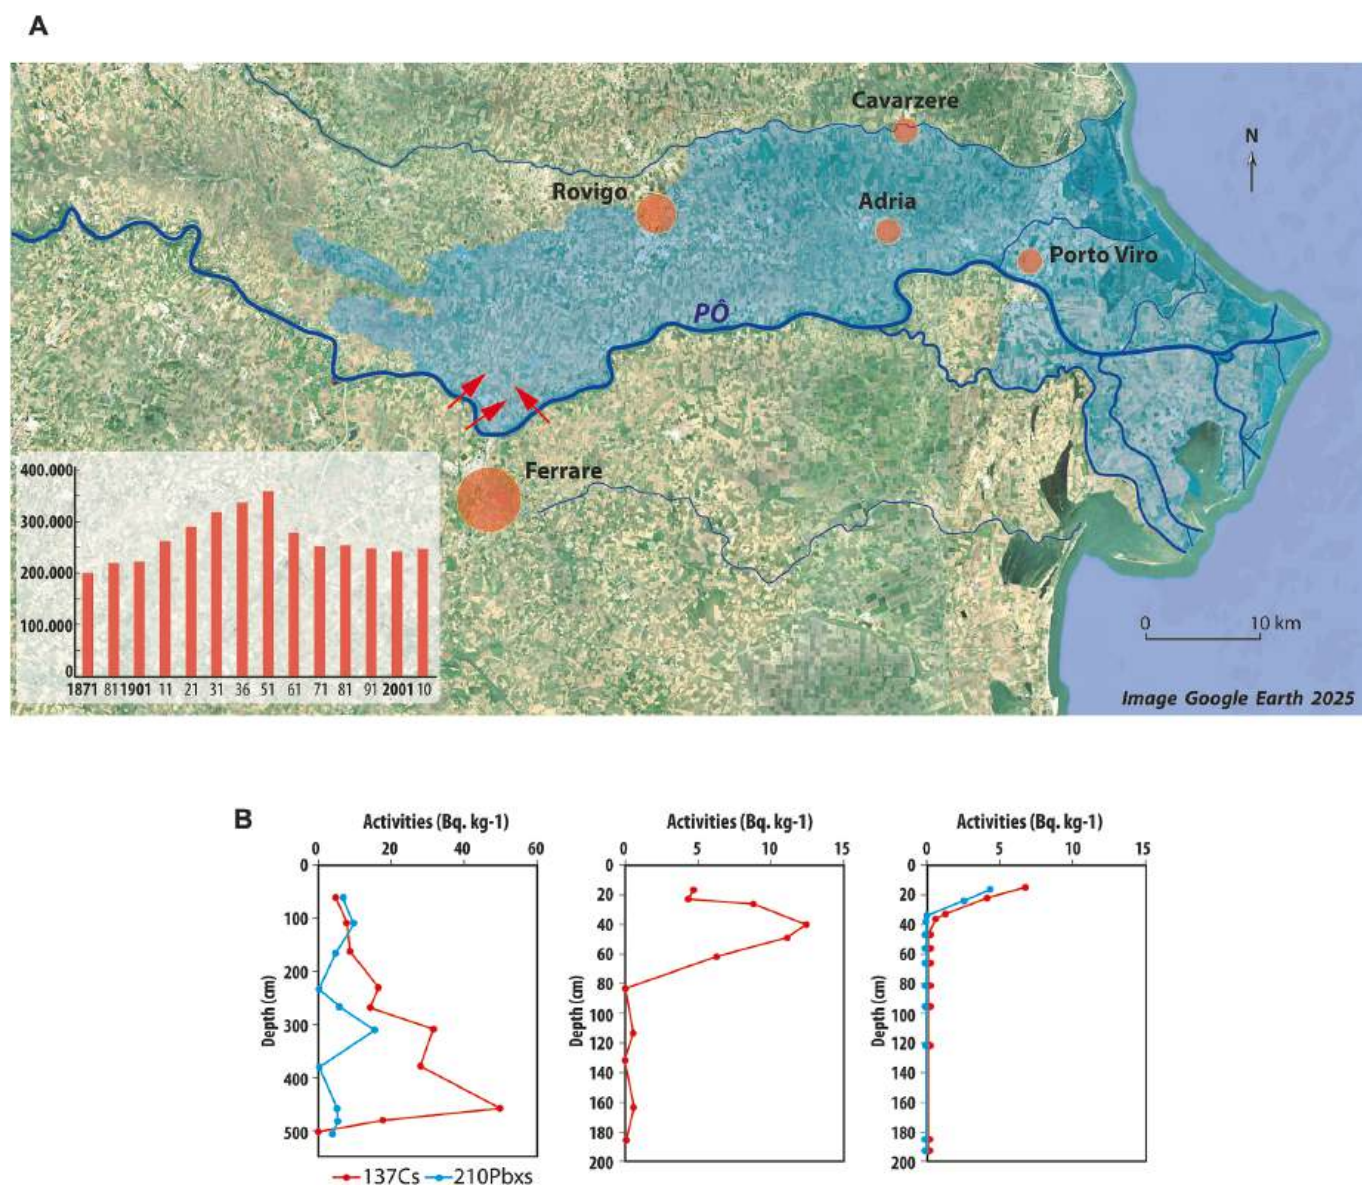 A
Cavarzere
N
Rovigo
Adria
Porto Viro
PÔ
Ferrare
400.000
300.000
200.000
100.000
0
1871 81 1901 11 21 31 36 51 61 71 81 91 2001 10
0 10 km
Image Google Earth 2025
B
Activities (Bq. kg-1)
0 20 40 60
0
100
200
300
400
500
Depth (cm)
137Cs 210Pbxs
Activities (Bq. kg-1)
0 5 10 15
0
20
40
60
80
100
120
140
160
180
200
Depth (cm)
Activities (Bq. kg-1)
0 5 10 15
0
20
40
60
80
100
120
140
160
180
200
Depth (cm)